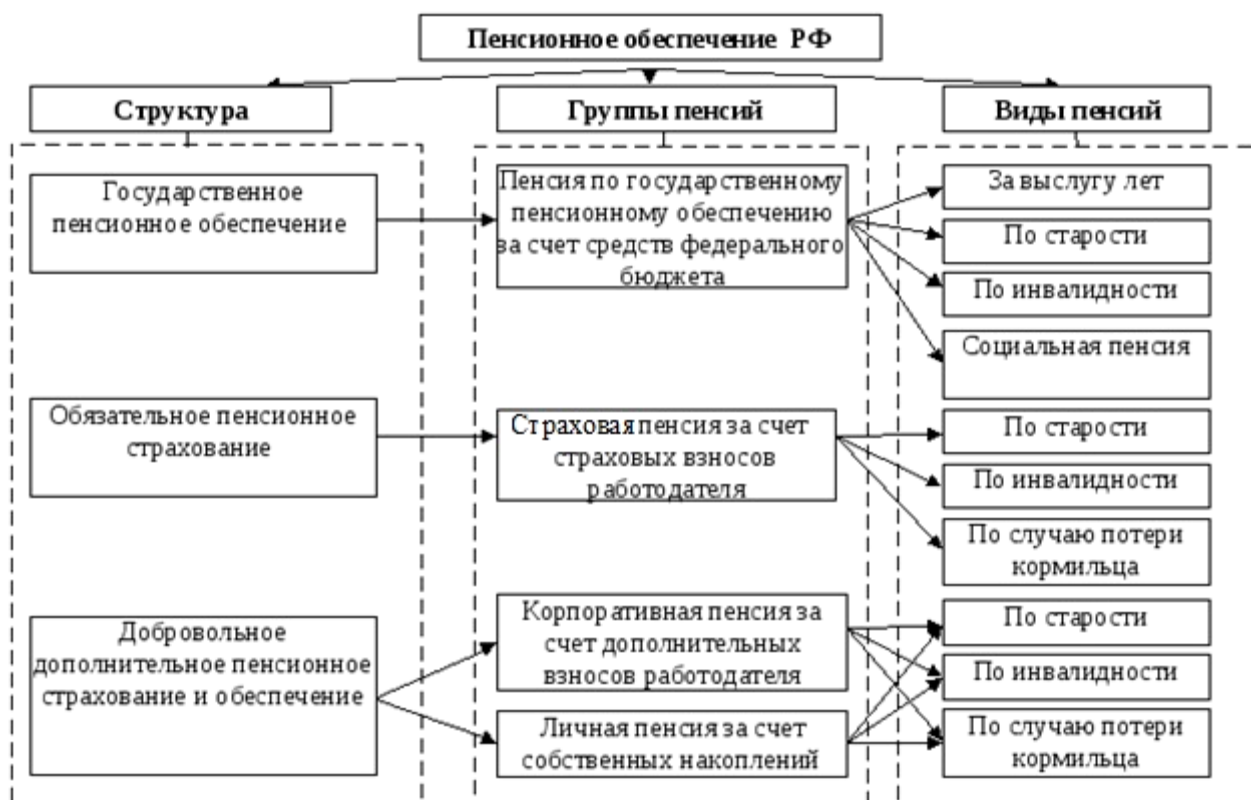 Пенсионное обеспечение РФ
Структура
Группы пенсий
Виды пенсий
Государственное
пенсионное обеспечение
Пенсия по государственному
пенсионному обеспечению
за счет средств федерального
бюджета
За выслугу лет
По старости
По инвалидности
Социальная пенсия
Обязательное пенсионное
страхование
Страховая пенсия за счет
страховых взносов
работодателя
По старости
По инвалидности
По случаю потери
кормильца
Добровольное
дополнительное пенсионное
страхование и обеспечение
Корпоративная пенсия за
счет дополнительных
взносов работодателя
Личная пенсия за счет
собственных накоплений
По старости
По инвалидности
По случаю потери
кормильца